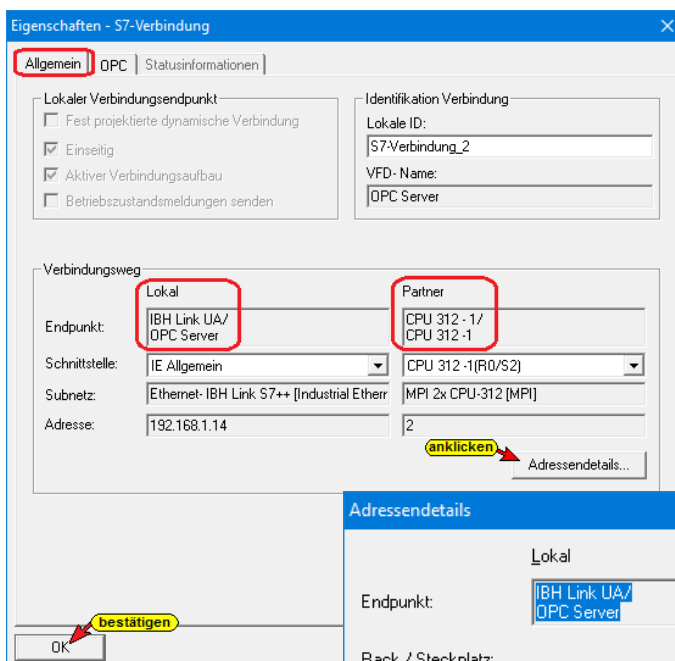 Eigenschaften - S7-Verbindung
Allgemein OPC Statusinformationen
Lokaler Verbindungsendpunkt
Fest projektierte dynamische Verbindung
Einseitig
Aktiver Verbindungsaufbau
Betriebszustandsmeldungen senden
Identifikation Verbindung
Lokale ID:
S7-Verbindung_2
VFD- Name:
OPC Server
Verbindungsweg
Lokal Partner
Endpunkt: IBH Link UA/ CPU 312 - 1/
OPC Server CPU 312 -1
Schnittstelle: IE Allgemein CPU 312 -1(R0/S2)
Subnetz: Ethernet- IBH Link S7++ [Industrial Etherr MPI 2x CPU-312 [MPI]
Adresse: 192.168.1.14 2
anklicken
Adressendetails...
Adressendetails
Lokal
Endpunkt: IBH Link UA/
OPC Server
Rack / Steckplatz:
bestätigen
OK